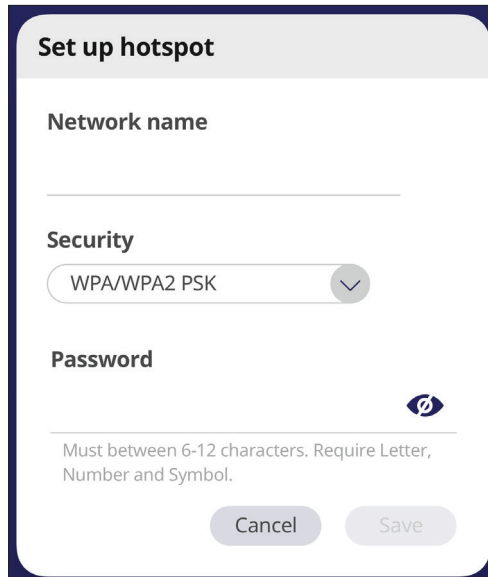 Set up hotspot
Network name
Security
WPA/WPA2 PSK
Password
Must between 6-12 characters. Require Letter,
Number and Symbol.
Cancel Save